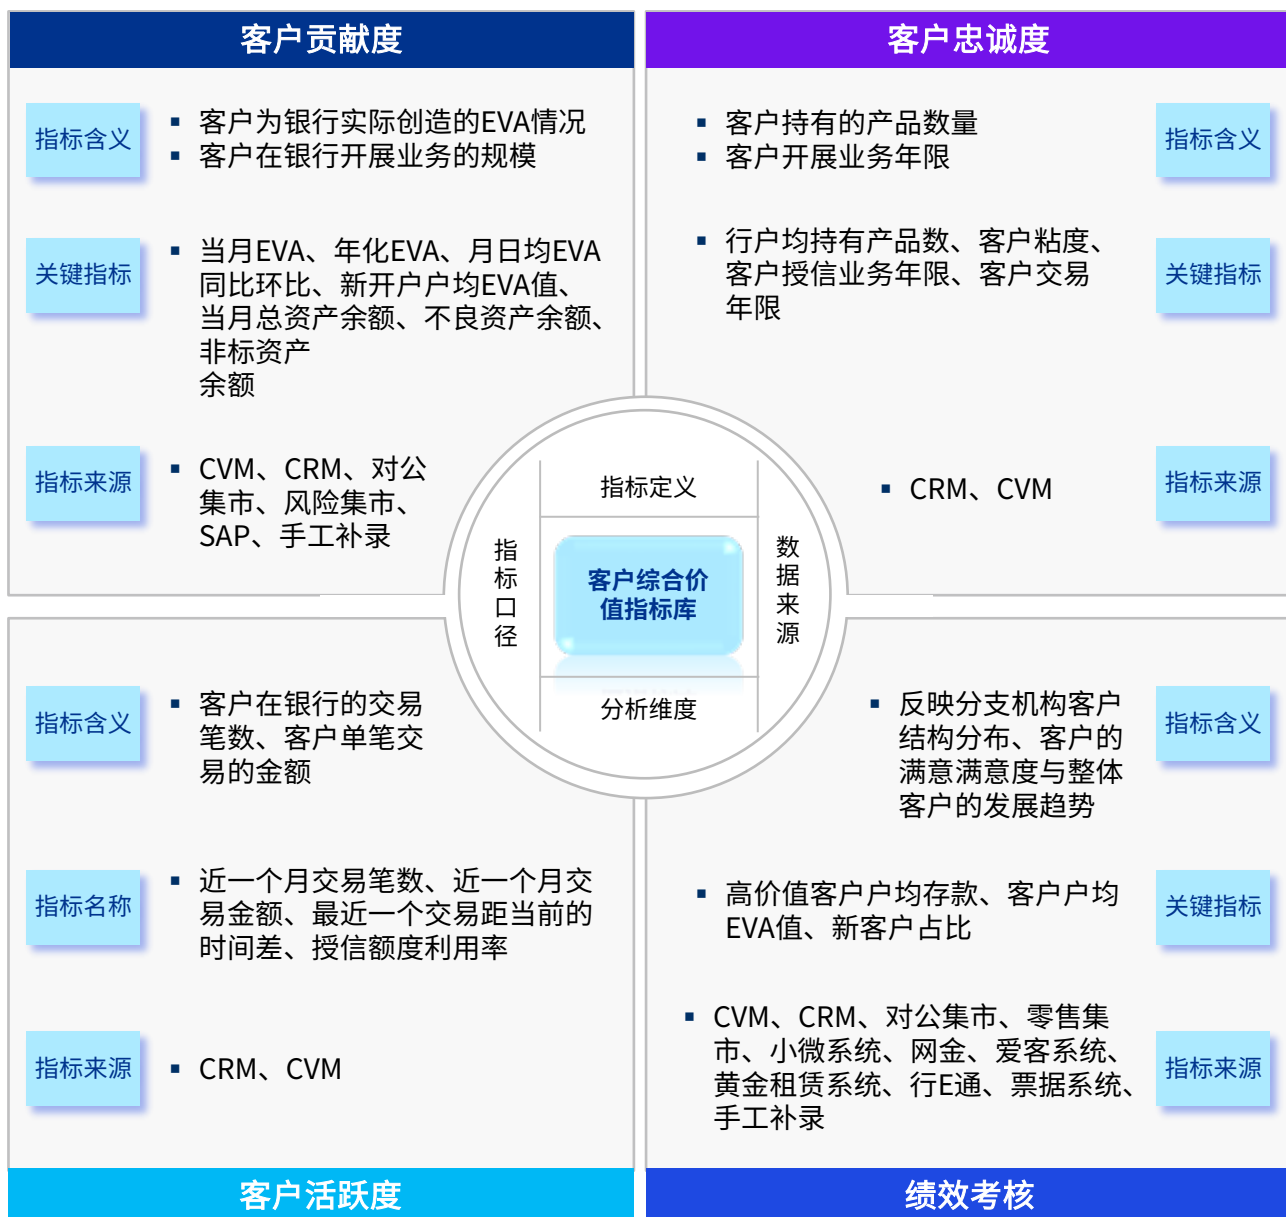 客户贡献度
指标含义
▪ 客户为银行实际创造的EVA情况
▪ 客户在银行开展业务的规模
关键指标
▪ 当月EVA、年化EVA、月日均EVA
同比环比、新开户户均EVA值、
当月总资产余额、不良资产余额、
非标资产
余额
指标来源
▪ CVM、CRM、对公
集市、风险集市、
SAP、手工补录
客户忠诚度
▪ 客户持有的产品数量
▪ 客户开展业务年限
指标含义
▪ 行户均持有产品数、客户粘度、
客户授信业务年限、客户交易
年限
关键指标
▪ CRM、CVM
指标来源
指标定义
指标口径
客户综合价
值指标库
数据来源
分析维度
指标含义
▪ 客户在银行的交易
笔数、客户单笔交
易的金额
指标名称
▪ 近一个月交易笔数、近一个月交
易金额、最近一个交易距当前的
时间差、授信额度利用率
指标来源
▪ CRM、CVM
客户活跃度
▪ 反映分支机构客户
结构分布、客户的
满意满意度与整体
客户的发展趋势
指标含义
▪ 高价值客户户均存款、客户户均
EVA值、新客户占比
关键指标
▪ CVM、CRM、对公集市、零售集
市、小微系统、网金、爱客系统、
黄金租赁系统、行E通、票据系统、
手工补录
指标来源
绩效考核